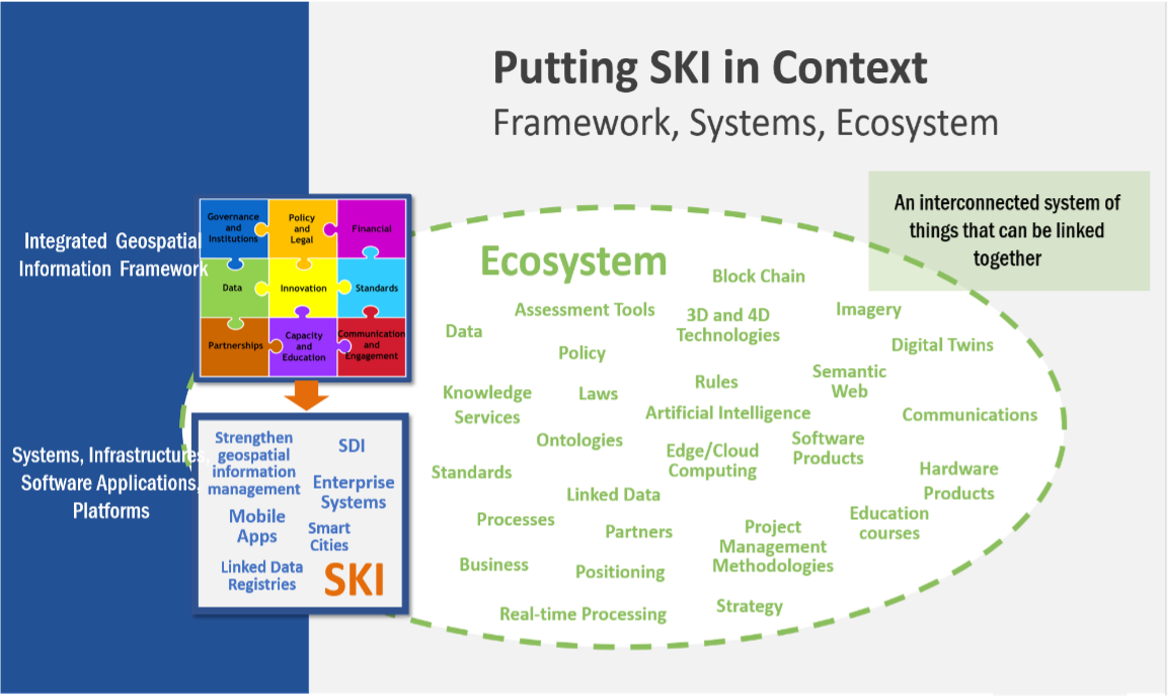 Putting SKI in Context
Framework, Systems, Ecosystem
An interconnected system of
things that can be linked
together
Integrated Geospatial
Information Framework
Governance
and
Institutions
Policy
and
Legal
Financial
Data
Innovation
Standards
Partnerships
Capacity
and
Education
Communication
and
Engagement
Systems, Infrastructures,
Software Applications,
Platforms
Strengthen
geospatial
information
management
SDI
Enterprise
Systems
Mobile
Apps
Smart
Cities
Linked Data
Registries
SKI
Ecosystem
Block Chain
Assessment Tools
3D and 4D
Technologies
Imagery
Data
Policy
Digital Twins
Knowledge
Services
Laws
Rules
Semantic
Web
Artificial Intelligence
Communications
Ontologies
Edge/Cloud
Computing
Software
Products
Standards
Hardware
Products
Linked Data
Processes
Partners
Project
Management
Methodologies
Education
courses
Business
Positioning
Real-time Processing
Strategy